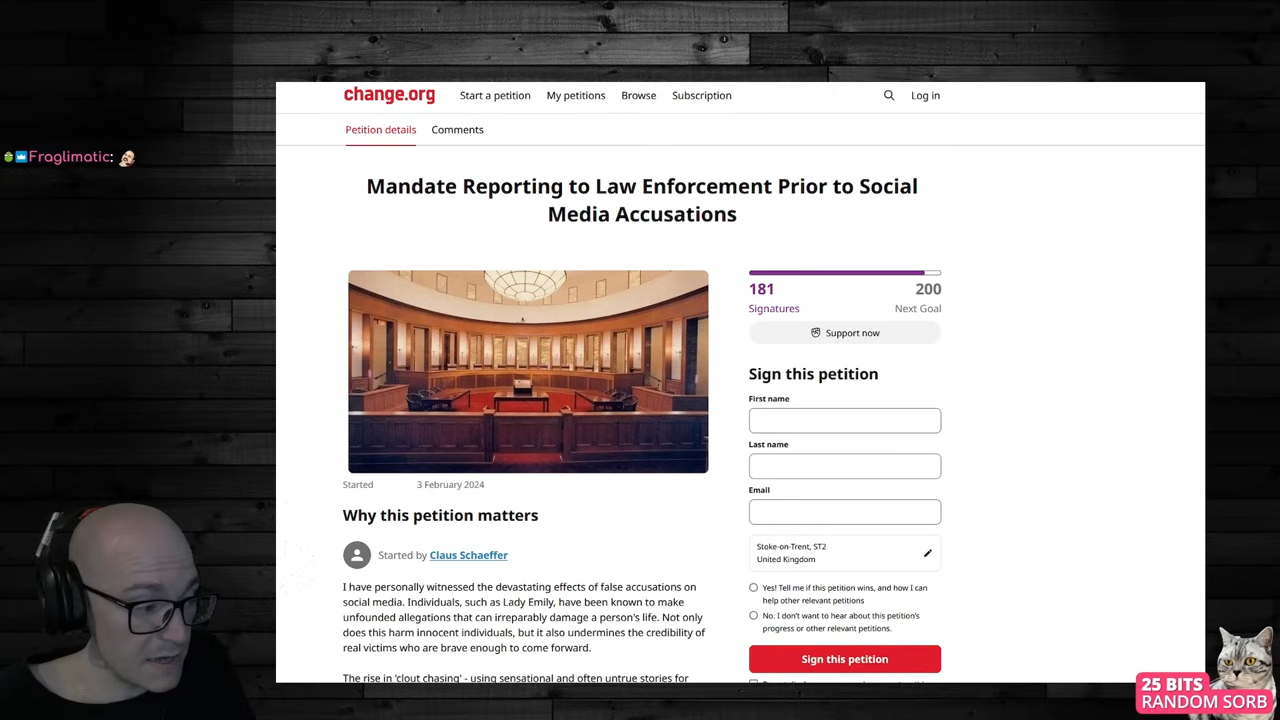 change.org
Start a petition
My petitions
Browse
Subscription
Log in
Petition details
Comments
Fraglimatic:
Mandate Reporting to Law Enforcement Prior to Social
Media Accusations
181
200
Signatures
Next Goal
Support now
Sign this petition
First name
Last name
Started
3 February 2024
Email
Why this petition matters
Started by Claus Schaeffer
Stoke-on-Trent, ST2
United Kingdom
I have personally witnessed the devastating effects of false accusations on
social media. Individuals, such as Lady Emily, have been known to make
unfounded allegations that can irreparably damage a person's life. Not only
does this harm innocent individuals, but it also undermines the credibility of
real victims who are brave enough to come forward.
The rise in 'clout chasing' - using sensational and often untrue stories for
Yes! Tell me if this petition wins, and how I can
help other relevant petitions
No. I don't want to hear about this petition's
progress or other relevant petitions.
Sign this petition
25 BITS
RANDOM SORB